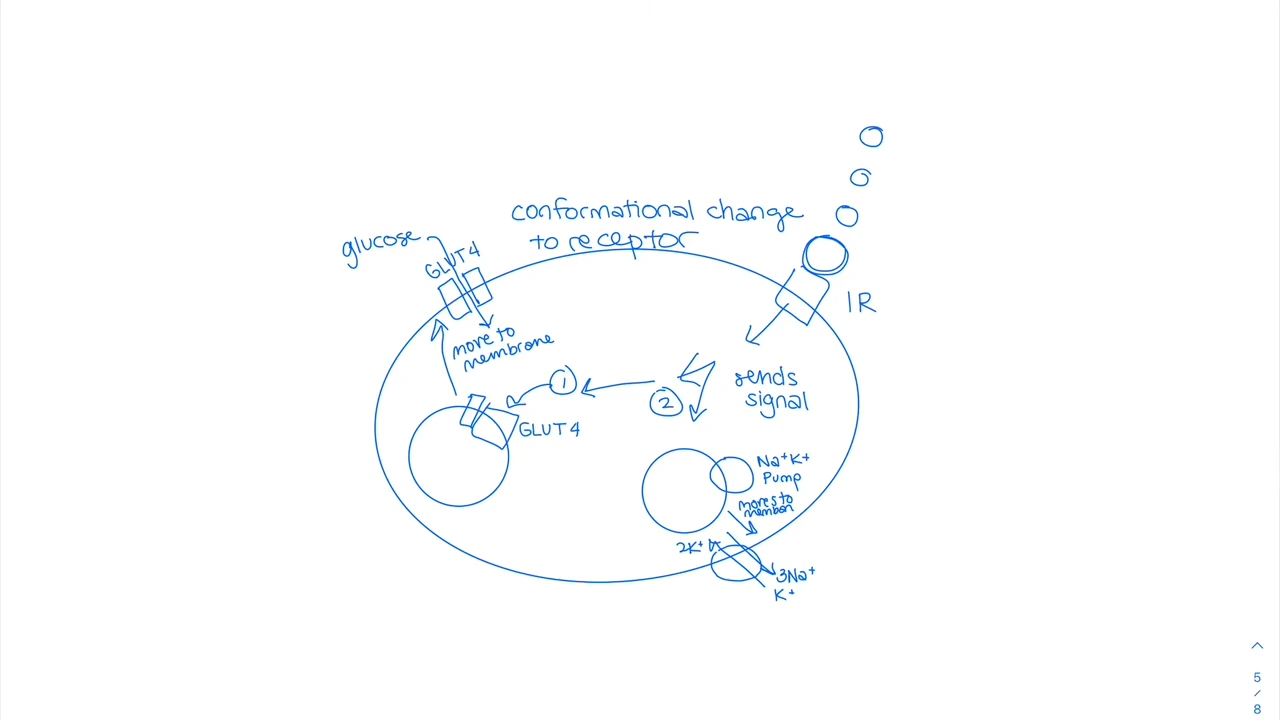 conformational change
to receptor
glucose
GLUT4
IR
move to
membrane
1
2
sends
signal
GLUT4
Na+K+
Pump
moves to
2K+
3Na+
K+
5
/
8